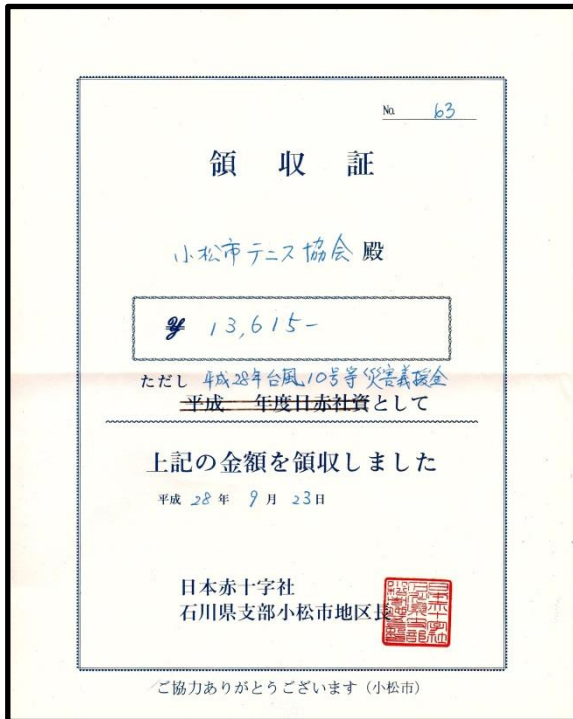 No. 63
領収証
小松市テニス協会 殿
¥ 13,615-
ただし 平成28年台風10号等災害義援金
平成 年度日赤社資として
上記の金額を領収しました
平成 28 年 9 月 23 日
日本赤十字社
石川県支部小松市地区長
ご協力ありがとうございます(小松市)